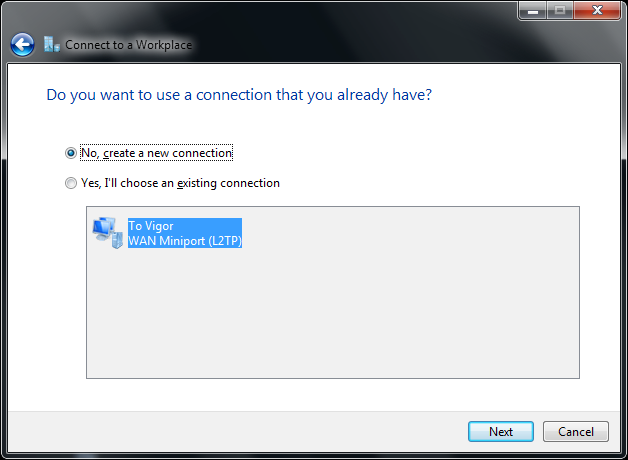 Connect to a Workplace
Do you want to use a connection that you already have?
No, create a new connection
Yes, I'll choose an existing connection
To Vigor
WAN Miniport (L2TP)
Next
Cancel